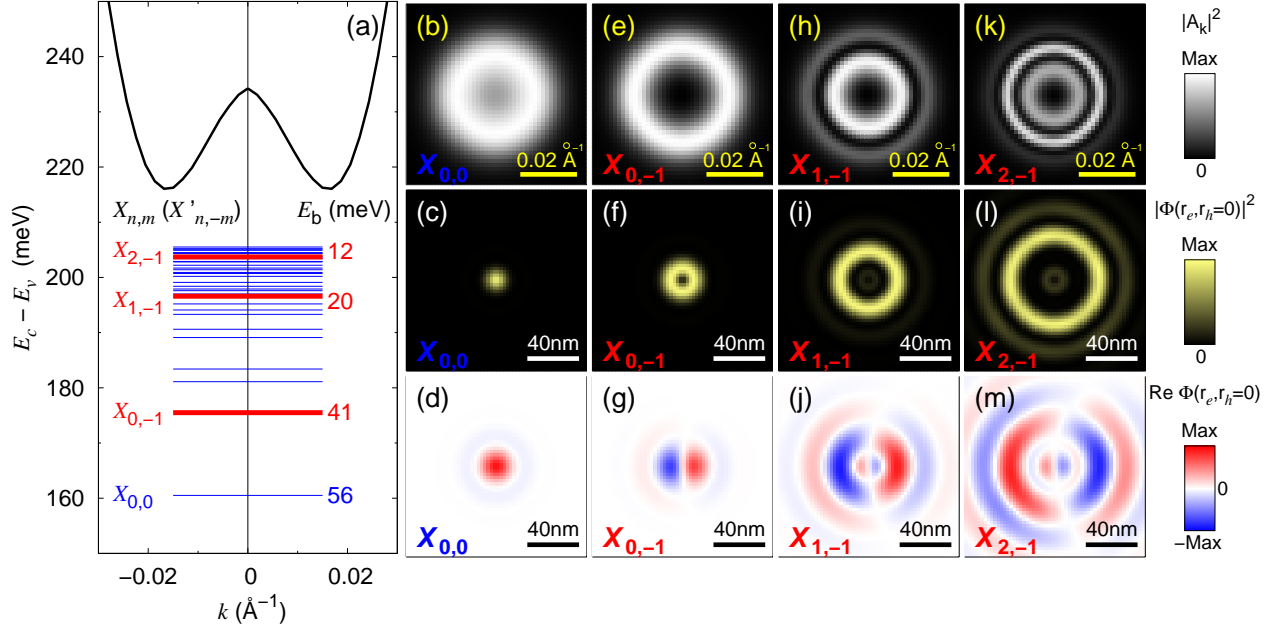 (a)
250
240
220
200
180
160
E_c − E_v (meV)
X_{n,m} (X'_{n,−m})
E_b (meV)
X_{2,−1}
12
X_{1,−1}
20
X_{0,−1}
41
X_{0,0}
56
−0.02
0
0.02
k (Å^{−1})
(b)
0.02 Å^{−1}
X_{0,0}
(e)
0.02 Å^{−1}
X_{0,−1}
(h)
0.02 Å^{−1}
X_{1,−1}
(k)
0.02 Å^{−1}
X_{2,−1}
|A_k|^2
Max
0
(c)
40nm
X_{0,0}
(f)
40nm
X_{0,−1}
(i)
40nm
X_{1,−1}
(l)
40nm
X_{2,−1}
|Φ(r_e,r_h=0)|^2
Max
0
(d)
40nm
X_{0,0}
(g)
40nm
X_{0,−1}
(j)
40nm
X_{1,−1}
(m)
40nm
X_{2,−1}
Re Φ(r_e,r_h=0)
Max
0
−Max